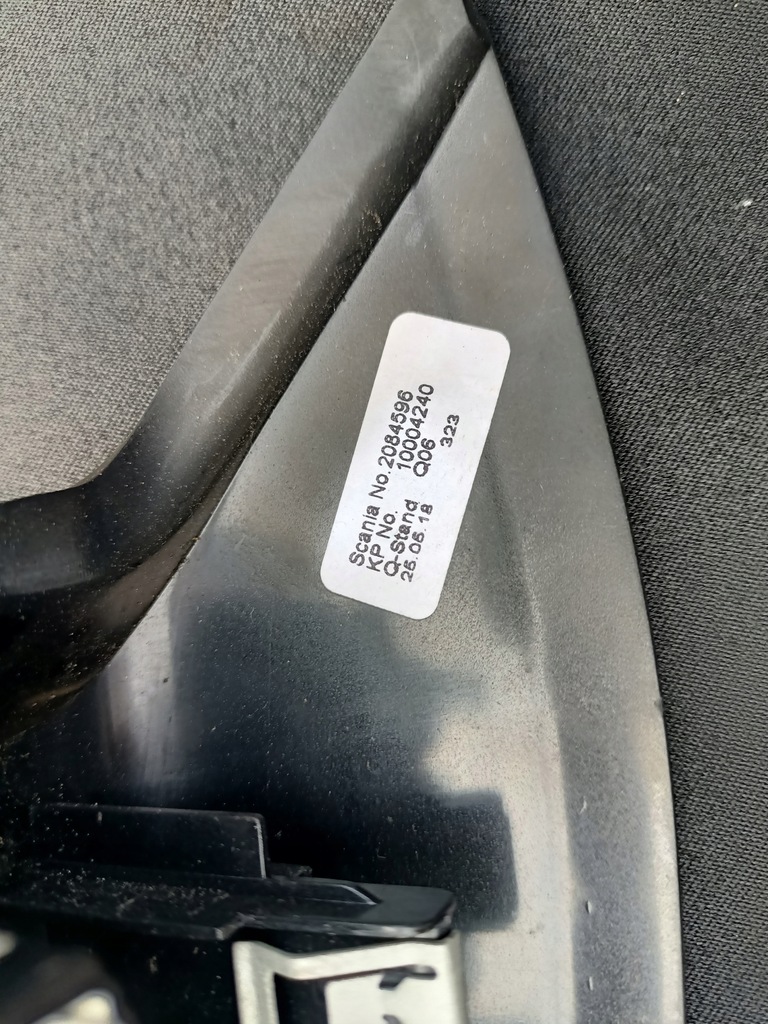 Scania No. 2084596
KP No. 10004240
Q-Stand Q06
25.05.18 323